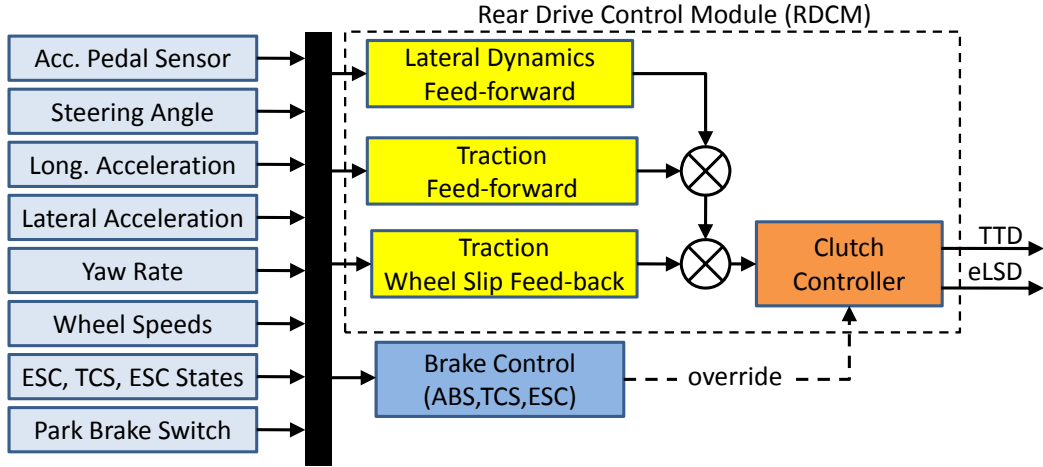 Rear Drive Control Module (RDCM)
Acc. Pedal Sensor
Steering Angle
Long. Acceleration
Lateral Acceleration
Yaw Rate
Wheel Speeds
ESC, TCS, ESC States
Park Brake Switch
Lateral Dynamics
Feed-forward
Traction
Feed-forward
Traction
Wheel Slip Feed-back
Clutch
Controller
TTD
eLSD
Brake Control
(ABS,TCS,ESC)
override